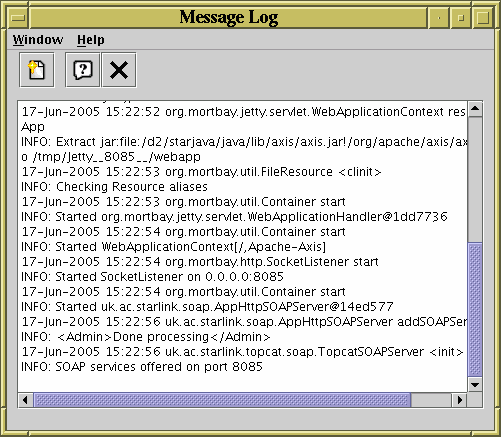 Message Log
Window Help
17-Jun-2005 15:22:52 org.mortbay.jetty.servlet.WebApplicationContext res
App
INFO: Extract jar:file:/d2/starjava/java/lib/axis/axis.jar!/org/apache/axis/ax
o /tmp/Jetty__8085__/webapp
17-Jun-2005 15:22:53 org.mortbay.util.FileResource <clinit>
INFO: Checking Resource aliases
17-Jun-2005 15:22:53 org.mortbay.util.Container start
INFO: Started org.mortbay.jetty.servlet.WebApplicationHandler@1dd7736
17-Jun-2005 15:22:54 org.mortbay.util.Container start
INFO: Started WebApplicationContext[/,Apache-Axis]
17-Jun-2005 15:22:54 org.mortbay.http.SocketListener start
INFO: Started SocketListener on 0.0.0.0:8085
17-Jun-2005 15:22:54 org.mortbay.util.Container start
INFO: Started uk.ac.starlink.soap.AppHttpSOAPServer@14ed577
17-Jun-2005 15:22:56 uk.ac.starlink.soap.AppHttpSOAPServer addSOAPSer
INFO: <Admin>Done processing</Admin>
17-Jun-2005 15:22:56 uk.ac.starlink.topcat.soap.TopcatSOAPServer <init>
INFO: SOAP services offered on port 8085